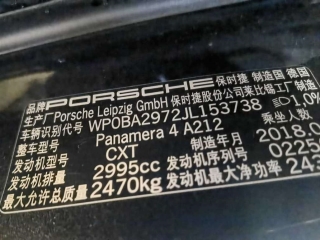 品牌 PORSCHE 保时捷 制造国 德国
生产厂 Porsche Leipzig GmbH 保时捷股份公司莱比锡工厂
车辆识别代号 WP0BA2972JL153738
整车型号 Panamera 4 A212 乘坐人数
发动机型号 CXT 制造年月 2018.0
发动机排量 2995cc 发动机序列号 0225
最大允许总质量 2470kg 发动机最大净功率 243